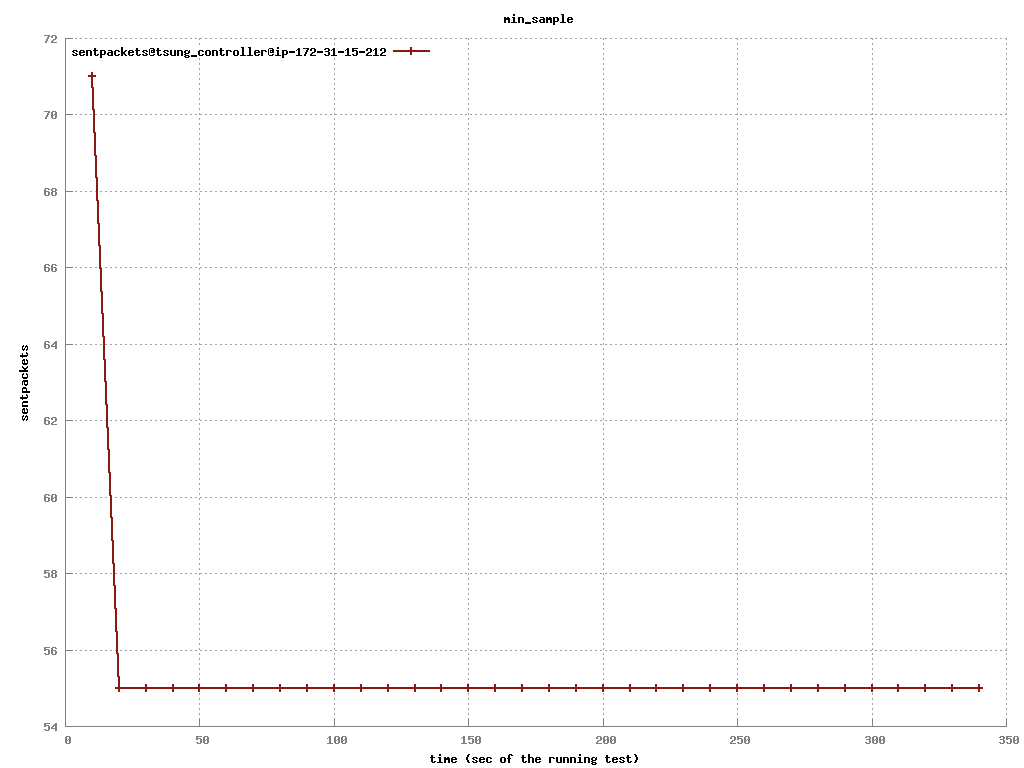 min_sample
sentpackets@tsung_controller@ip-172-31-15-212
72
70
68
66
64
62
60
58
56
54
sentpackets
0 50 100 150 200 250 300 350
time (sec of the running test)